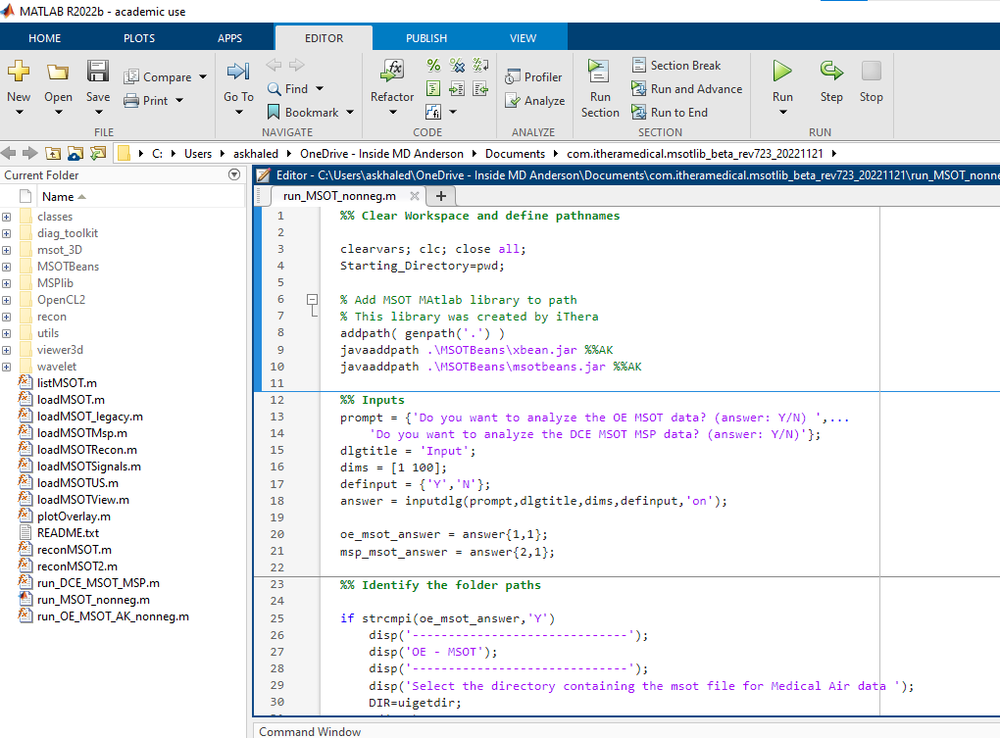 MATLAB R2022b - academic use
HOME PLOTS APPS EDITOR PUBLISH VIEW
New Open Save Compare Print
Go To Find Bookmark
Refactor
Profiler Analyze
Run Section
Section Break
Run and Advance
Run to End
Run Step Stop
FILE NAVIGATE CODE ANALYZE SECTION RUN
C: Users askhaled OneDrive - Inside MD Anderson Documents com.itheramedical.msotlib_beta_rev723_20221121
Current Folder
Name
classes
diag_toolkit
msot_3D
MSOTBeans
MSPlib
OpenCL2
recon
utils
viewer3d
wavelet
listMSOT.m
loadMSOT.m
loadMSOT_legacy.m
loadMSOTMsp.m
loadMSOTRecon.m
loadMSOTSignals.m
loadMSOTUS.m
loadMSOTView.m
plotOverlay.m
README.txt
reconMSOT.m
reconMSOT2.m
run_DCE_MSOT_MSP.m
run_MSOT_nonneg.m
run_OE_MSOT_AK_nonneg.m
Editor - C:\Users\askhaled\OneDrive - Inside MD Anderson\Documents\com.itheramedical.msotlib_beta_rev723_20221121\run_MSOT_nonne
run_MSOT_nonneg.m
1 %% Clear Workspace and define pathnames
2
3 clearvars; clc; close all;
4 Starting_Directory=pwd;
5
6 % Add MSOT MAtlab library to path
7 % This library was created by iThera
8 addpath( genpath('.') )
9 javaaddpath .\MSOTBeans\xbean.jar %%AK
10 javaaddpath .\MSOTBeans\msotbeans.jar %%AK
11
12 %% Inputs
13 prompt = {'Do you want to analyze the OE MSOT data? (answer: Y/N) ',...
14 'Do you want to analyze the DCE MSOT MSP data? (answer: Y/N)'};
15 dlgtitle = 'Input';
16 dims = [1 100];
17 definput = {'Y','N'};
18 answer = inputdlg(prompt,dlgtitle,dims,definput,'on');
19
20 oe_msot_answer = answer{1,1};
21 msp_msot_answer = answer{2,1};
22
23 %% Identify the folder paths
24
25 if strcmpi(oe_msot_answer,'Y')
26 disp('------------------------------');
27 disp('OE - MSOT');
28 disp('------------------------------');
29 disp('Select the directory containing the msot file for Medical Air data ');
30 DIR=uigetdir;
Command Window